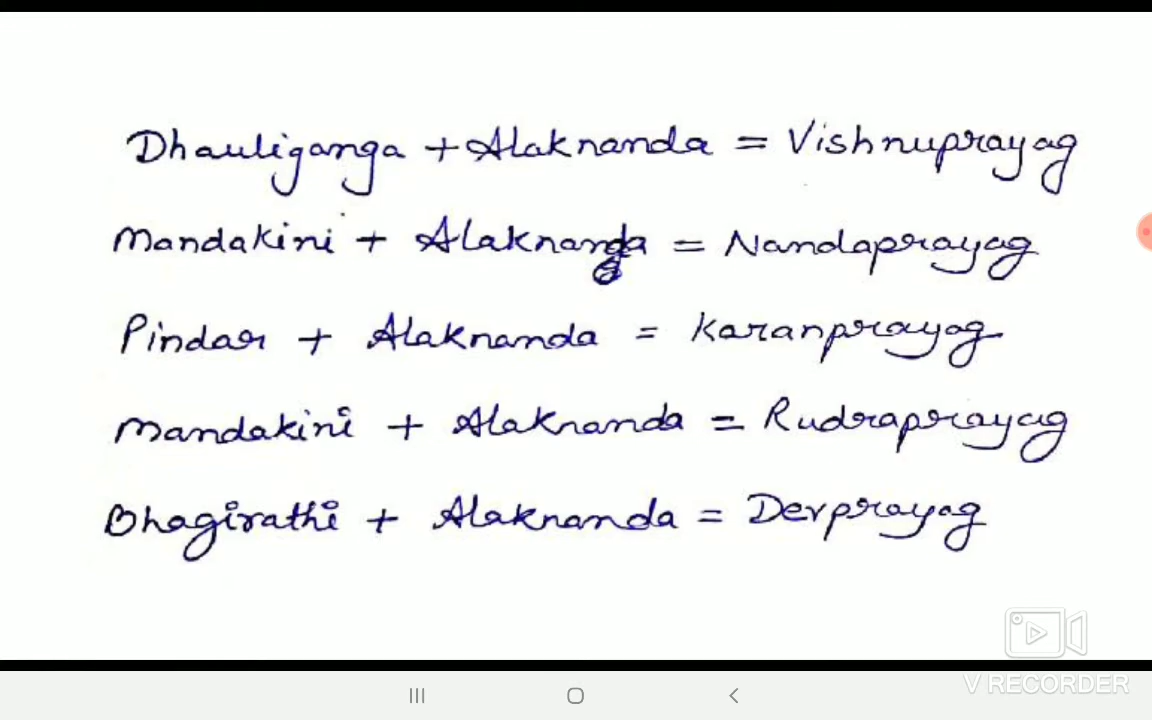 Dhauliganga + Alaknanda = Vishnuprayag
Mandakini + Alaknanda = Nandaprayag
Pindar + Alaknanda = Karanprayag
Mandakini + Alaknanda = Rudraprayag
Bhagirathi + Alaknanda = Devprayag
V RECORDER